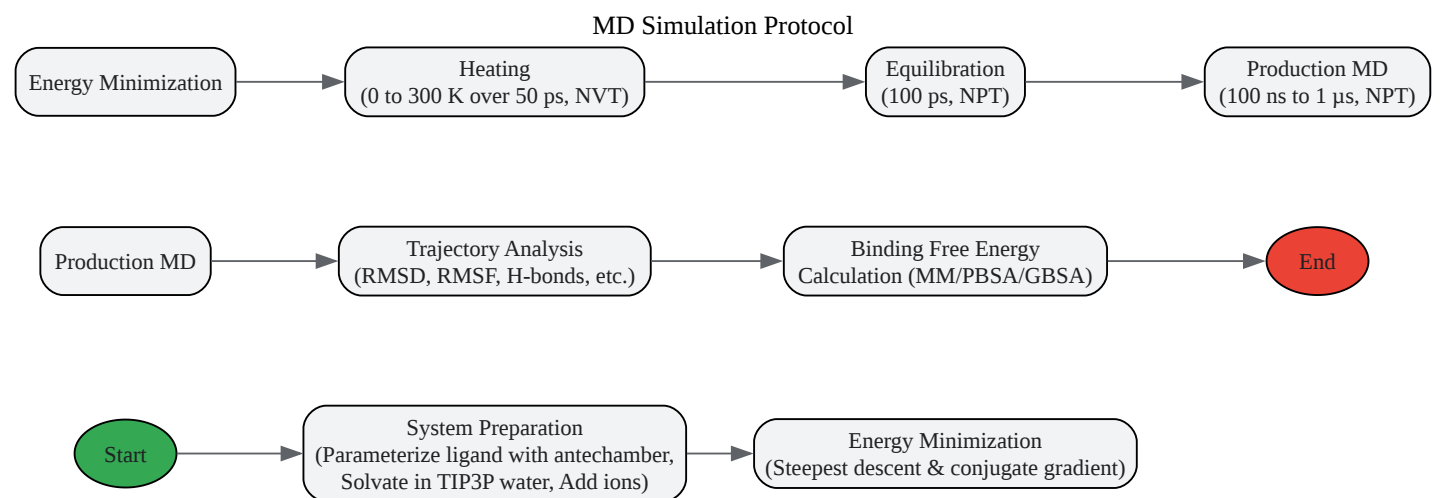 MD Simulation Protocol
Energy Minimization
Heating
(0 to 300 K over 50 ps, NVT)
Equilibration
(100 ps, NPT)
Production MD
(100 ns to 1 µs, NPT)
Production MD
Trajectory Analysis
(RMSD, RMSF, H-bonds, etc.)
Binding Free Energy
Calculation (MM/PBSA/GBSA)
End
Start
System Preparation
(Parameterize ligand with antechamber,
Solvate in TIP3P water, Add ions)
Energy Minimization
(Steepest descent & conjugate gradient)